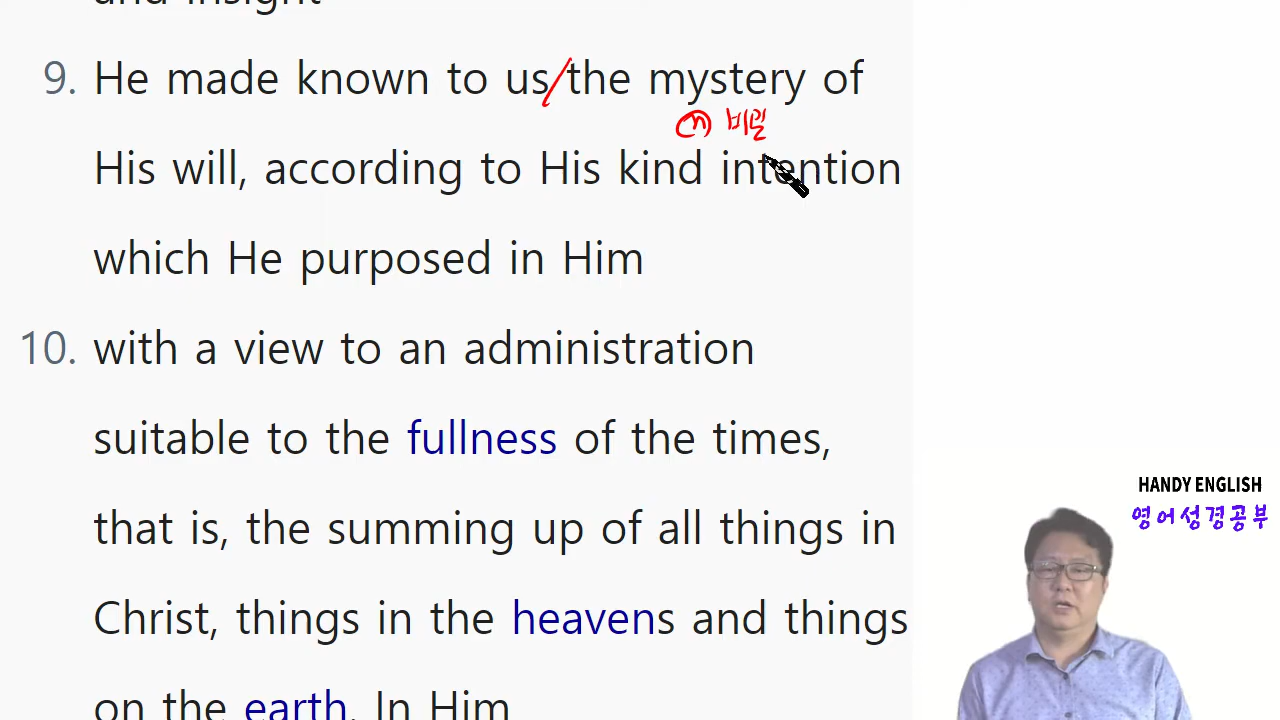 and insight
9. He made known to us/the mystery of
ⓝ 비밀
His will, according to His kind intention
which He purposed in Him
10. with a view to an administration
suitable to the fullness of the times,
that is, the summing up of all things in
Christ, things in the heavens and things
on the earth. In Him
HANDY ENGLISH
영어성경공부